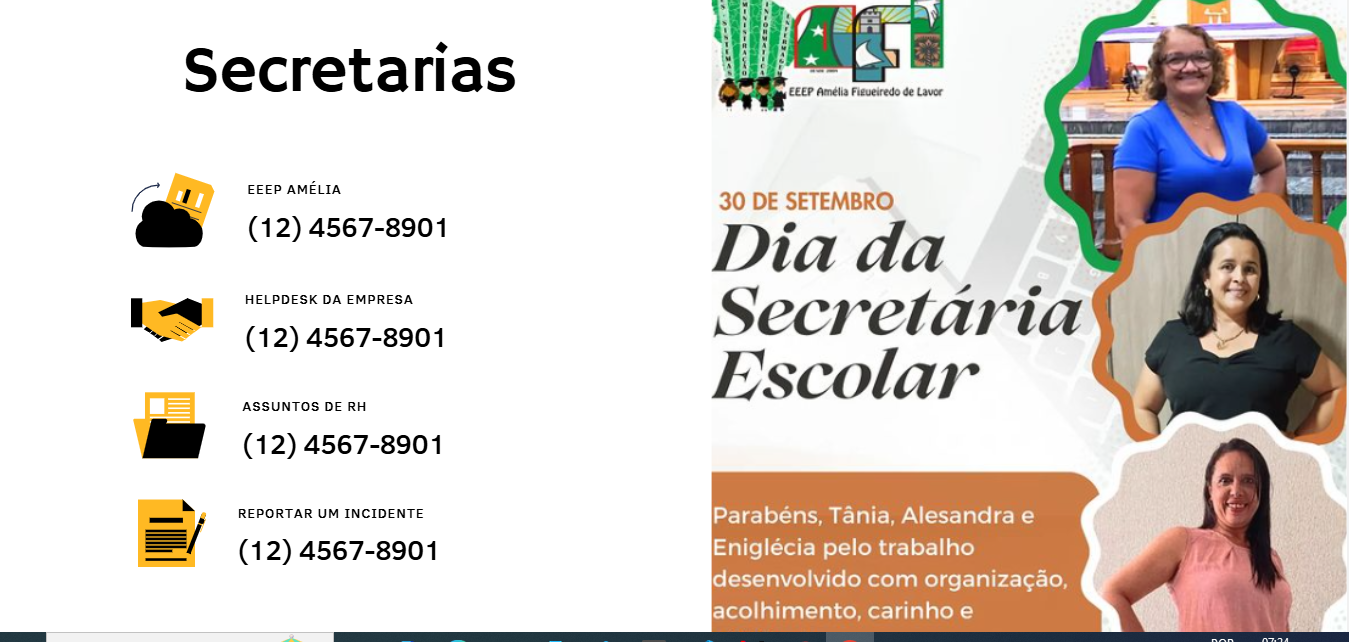 Secretarias
EEEP AMÉLIA
(12) 4567-8901
HELPDESK DA EMPRESA
(12) 4567-8901
ASSUNTOS DE RH
(12) 4567-8901
REPORTAR UM INCIDENTE
(12) 4567-8901
EEEP Amélia Figueiredo de Lavor
30 DE SETEMBRO
Dia da
Secretária
Escolar
Parabéns, Tânia, Alesandra e
Eniglécia pelo trabalho
desenvolvido com organização,
acolhimento, carinho e